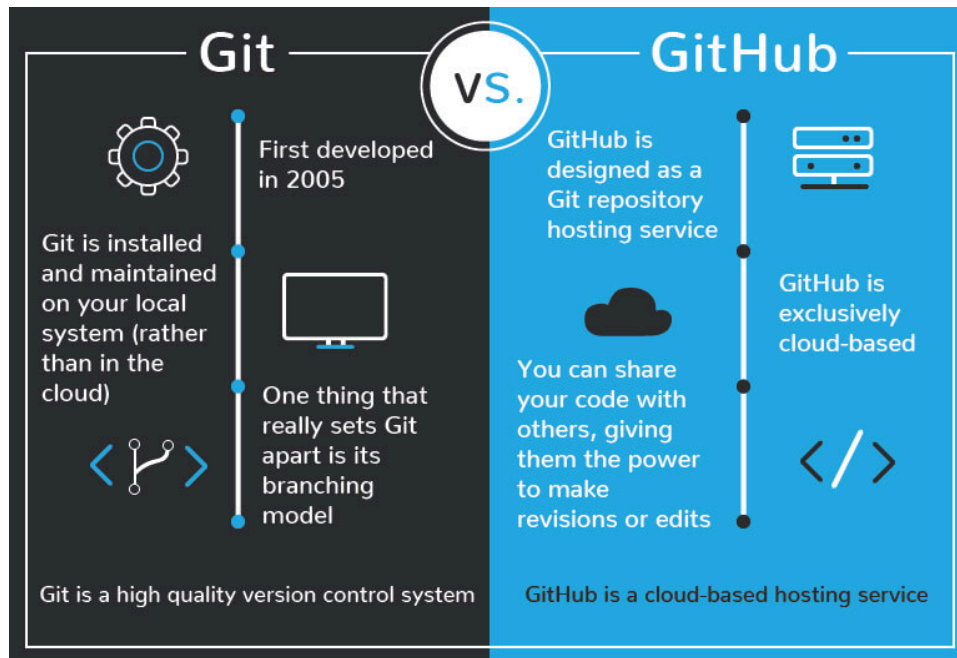 Git
vs.
GitHub
First developed
in 2005
Git is installed
and maintained
on your local
system (rather
than in the
cloud)
One thing that
really sets Git
apart is its
branching
model
Git is a high quality version control system
GitHub is
designed as a
Git repository
hosting service
GitHub is
exclusively
cloud-based
You can share
your code with
others, giving
them the power
to make
revisions or edits
GitHub is a cloud-based hosting service